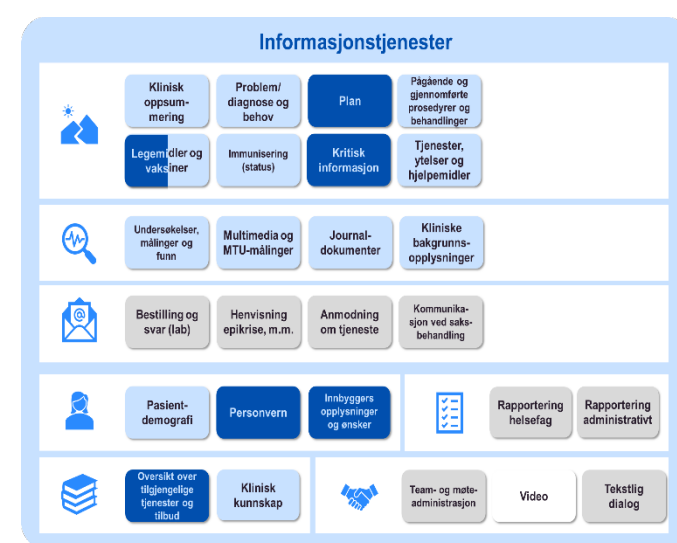 Informasjonstjenester
Klinisk
oppsum-
mering
Problem/
diagnose og
behov
Plan
Pågående og
gjennomførte
prosedyrer og
behandlinger
Legemidler og
vaksiner
Immunisering
(status)
Kritisk
informasjon
Tjenester,
ytelser og
hjelpemidler
Undersøkelser,
målinger og
funn
Multimedia og
MTU-målinger
Journal-
dokumenter
Kliniske
bakgrunns-
opplysninger
Bestilling og
svar (lab)
Henvisning
epikrise, m.m.
Anmodning
om tjeneste
Kommunika-
sjon ved saks-
behandling
Pasient-
demografi
Personvern
Innbyggers
opplysninger
og ønsker
Rapportering
helsefag
Rapportering
administrativt
Oversikt over
tilgjengelige
tjenester og
tilbud
Klinisk
kunnskap
Team- og møte-
administrasjon
Video
Tekstlig
dialog